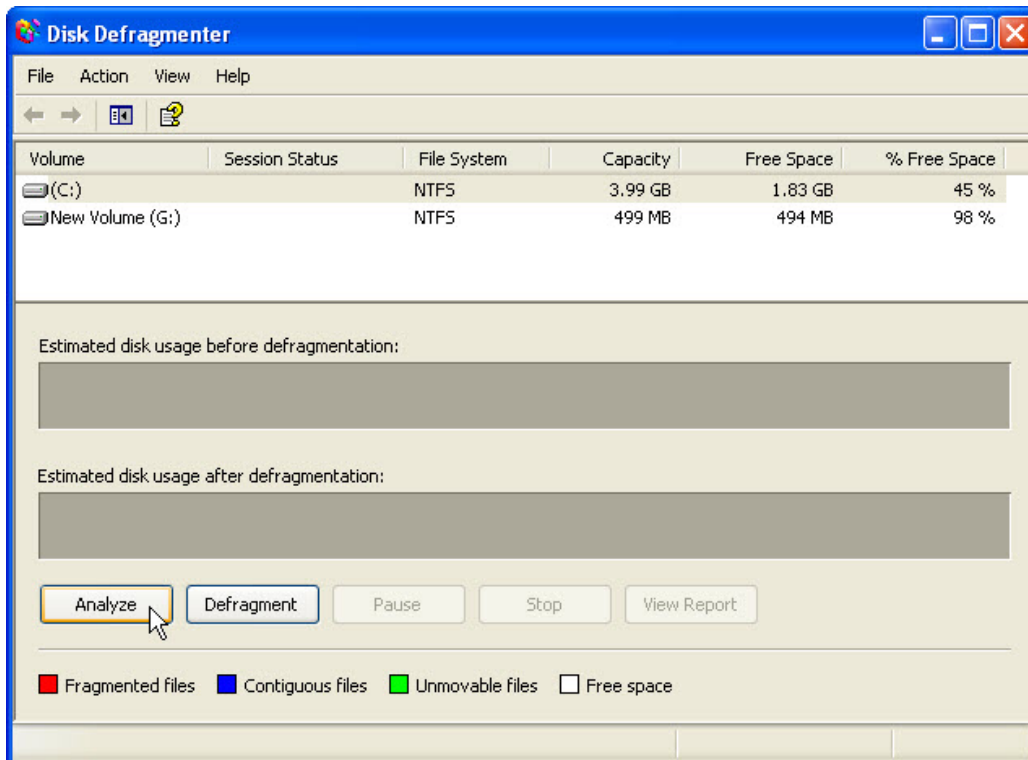 Disk Defragmenter
File Action View Help
Volume Session Status File System Capacity Free Space % Free Space
(C:) NTFS 3.99 GB 1.83 GB 45 %
New Volume (G:) NTFS 499 MB 494 MB 98 %
Estimated disk usage before defragmentation:
Estimated disk usage after defragmentation:
Analyze Defragment Pause Stop View Report
Fragmented files Contiguous files Unmovable files Free space